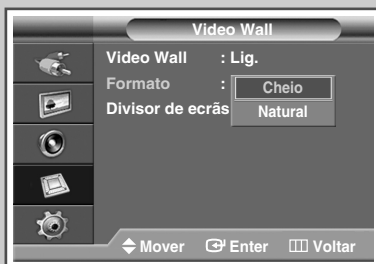 Video Wall
Video Wall : Lig.
Formato : Cheio
Divisor de ecrãs Natural
Mover Enter Voltar